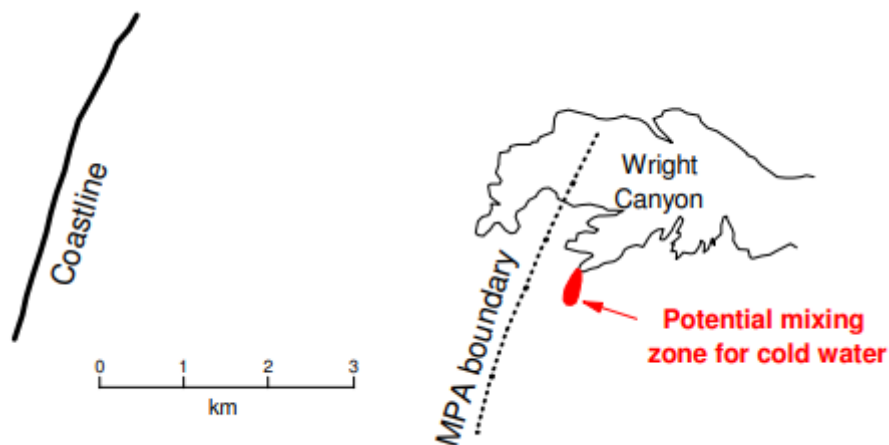 Coastline
Wright
Canyon
MPA boundary
Potential mixing
zone for cold water
0 1 2 3
km